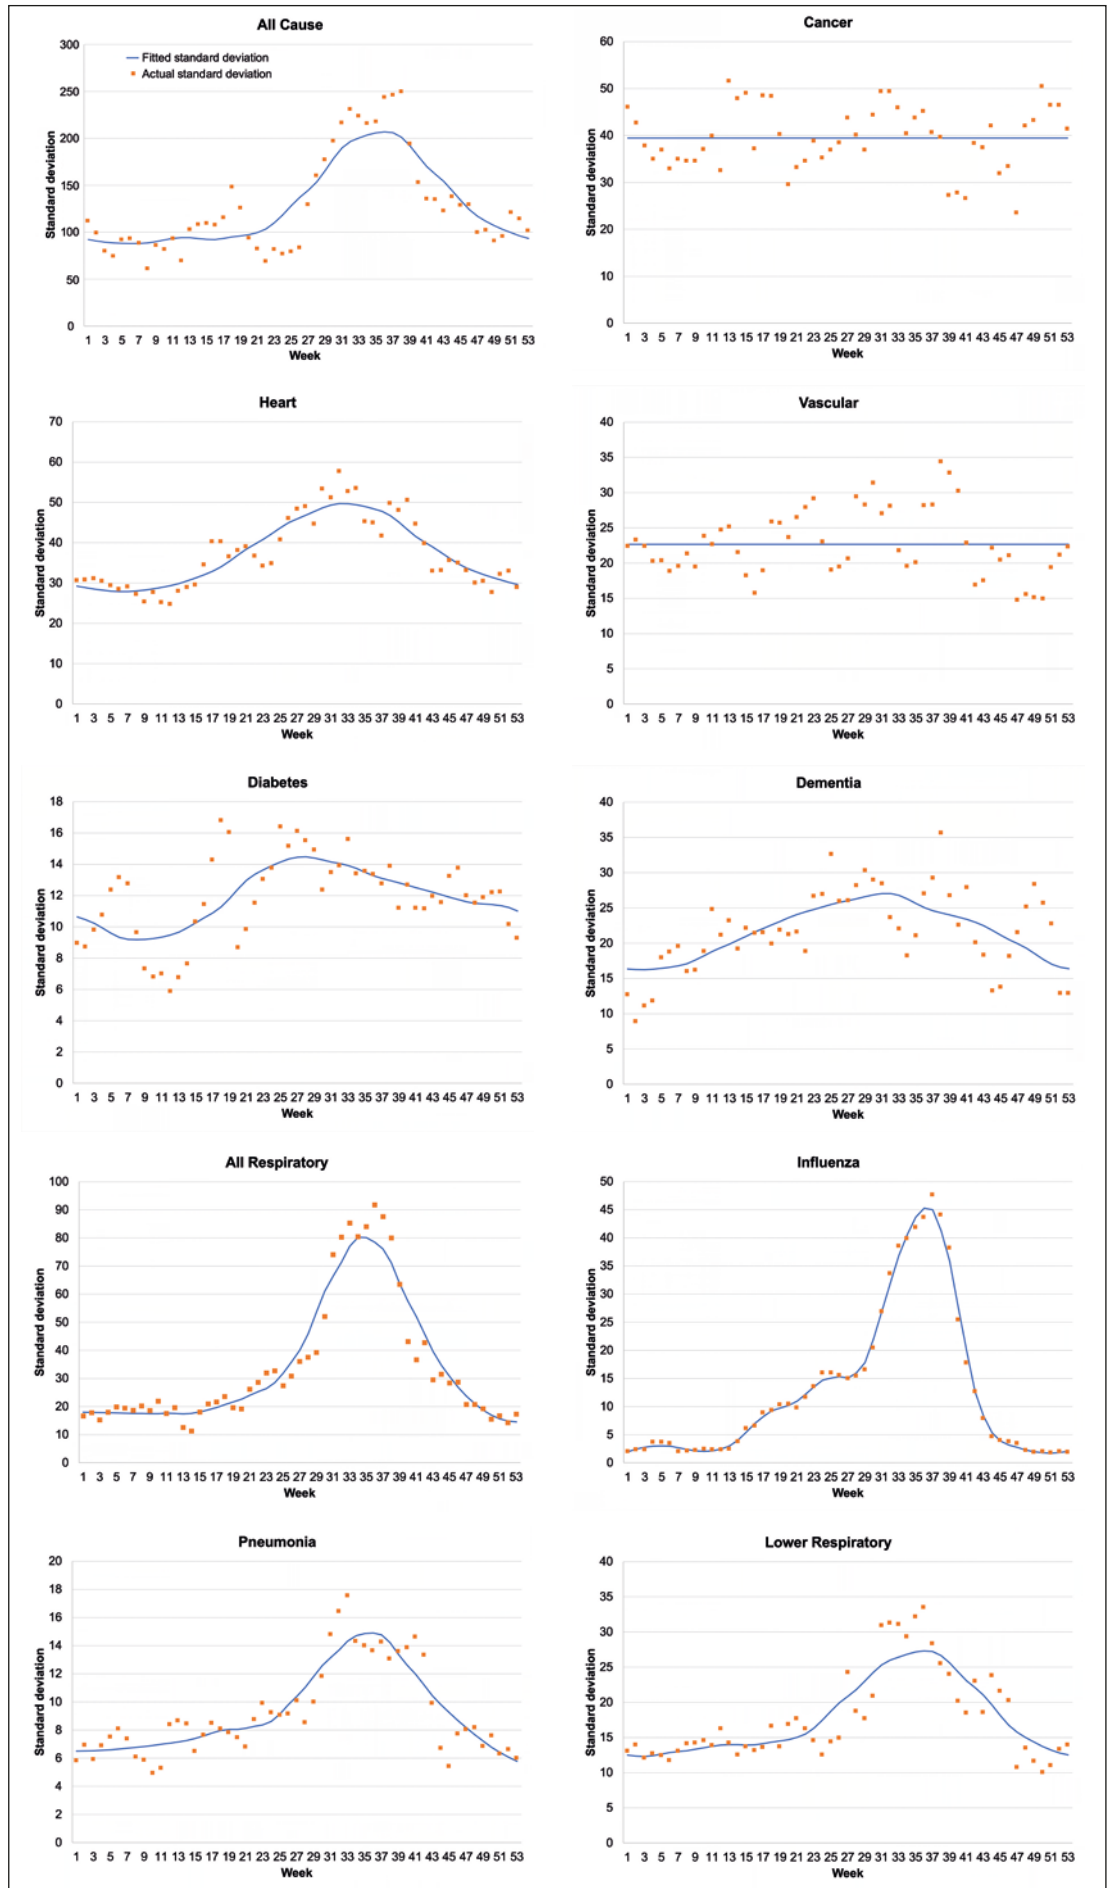 All Cause
300
250
200
150
100
50
0
Standard deviation
Fitted standard deviation
Actual standard deviation
1 3 5 7 9 11 13 15 17 19 21 23 25 27 29 31 33 35 37 39 41 43 45 47 49 51 53
Week
Cancer
60
50
40
30
20
10
0
Standard deviation
1 3 5 7 9 11 13 15 17 19 21 23 25 27 29 31 33 35 37 39 41 43 45 47 49 51 53
Week
Heart
70
60
50
40
30
20
10
0
Standard deviation
1 3 5 7 9 11 13 15 17 19 21 23 25 27 29 31 33 35 37 39 41 43 45 47 49 51 53
Week
Vascular
40
35
30
25
20
15
10
5
0
Standard deviation
1 3 5 7 9 11 13 15 17 19 21 23 25 27 29 31 33 35 37 39 41 43 45 47 49 51 53
Week
Diabetes
18
16
14
12
10
8
6
4
2
0
Standard deviation
1 3 5 7 9 11 13 15 17 19 21 23 25 27 29 31 33 35 37 39 41 43 45 47 49 51 53
Week
Dementia
40
35
30
25
20
15
10
5
0
Standard deviation
1 3 5 7 9 11 13 15 17 19 21 23 25 27 29 31 33 35 37 39 41 43 45 47 49 51 53
Week
All Respiratory
100
90
80
70
60
50
40
30
20
10
0
Standard deviation
1 3 5 7 9 11 13 15 17 19 21 23 25 27 29 31 33 35 37 39 41 43 45 47 49 51 53
Week
Influenza
50
45
40
35
30
25
20
15
10
5
0
Standard deviation
1 3 5 7 9 11 13 15 17 19 21 23 25 27 29 31 33 35 37 39 41 43 45 47 49 51 53
Week
Pneumonia
20
18
16
14
12
10
8
6
4
2
0
Standard deviation
1 3 5 7 9 11 13 15 17 19 21 23 25 27 29 31 33 35 37 39 41 43 45 47 49 51 53
Week
Lower Respiratory
40
35
30
25
20
15
10
5
0
Standard deviation
1 3 5 7 9 11 13 15 17 19 21 23 25 27 29 31 33 35 37 39 41 43 45 47 49 51 53
Week